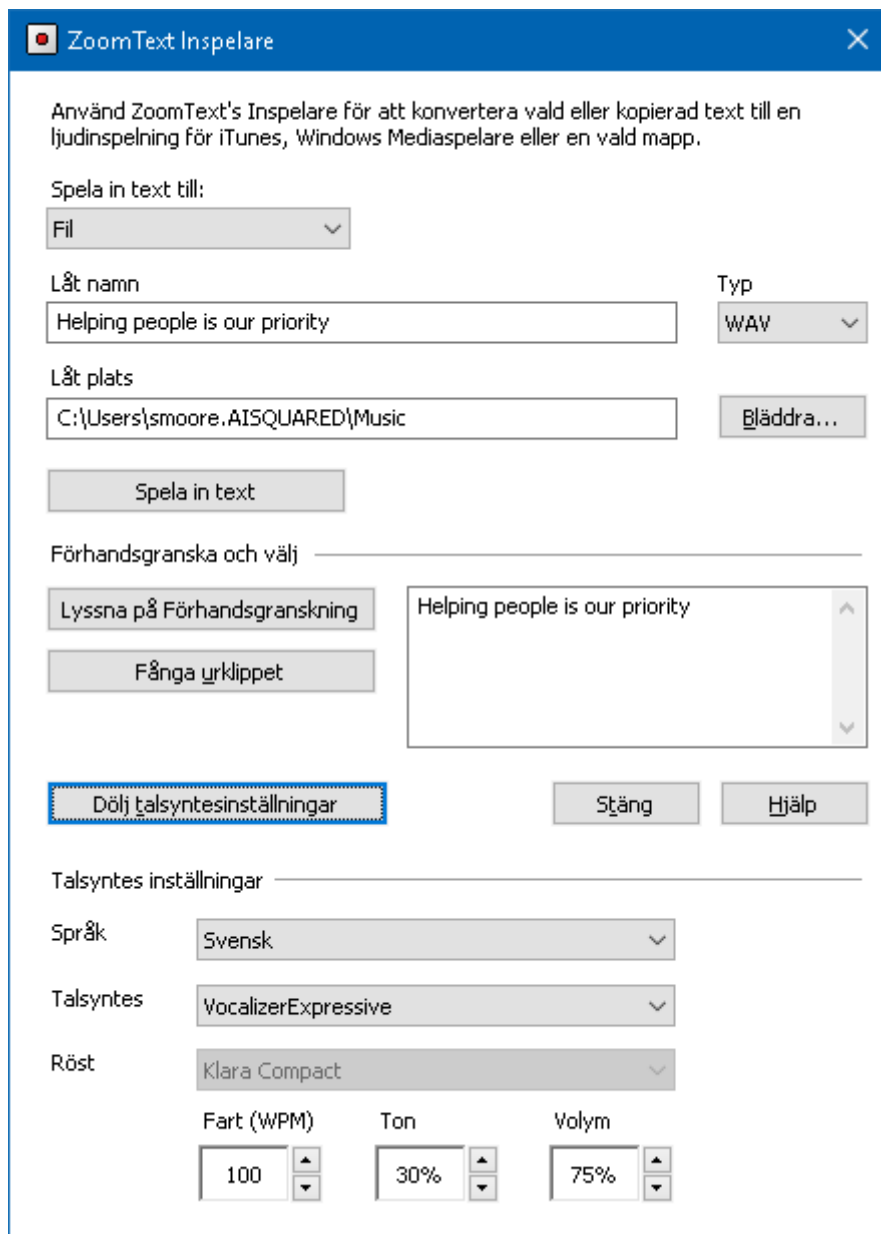 ZoomText Inspelare
Använd ZoomText's Inspelare för att konvertera vald eller kopierad text till en
ljudinspelning för iTunes, Windows Mediaspelare eller en vald mapp.
Spela in text till:
Fil
Låt namn
Typ
Helping people is our priority
WAV
Låt plats
C:\Users\smoore.AISQUARED\Music
Bläddra...
Spela in text
Förhandsgranska och välj
Lyssna på Förhandsgranskning
Helping people is our priority
Fånga urklippet
Dölj talsyntesinställningar
Stäng
Hjälp
Talsyntes inställningar
Språk
Svensk
Talsyntes
VocalizerExpressive
Röst
Klara Compact
Fart (WPM)
Ton
Volym
100
30%
75%